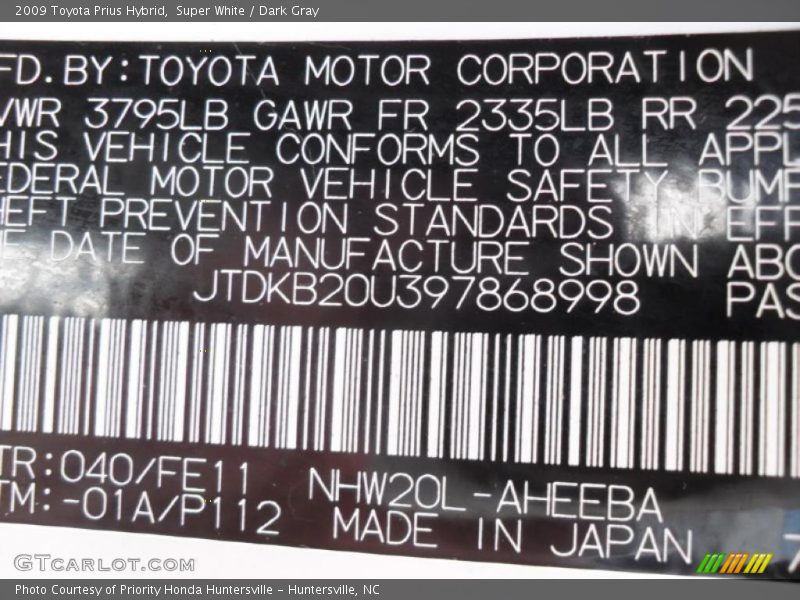 2009 Toyota Prius Hybrid, Super White / Dark Gray
FD. BY: TOYOTA MOTOR CORPORATION
VWR 3795LB GAWR FR 2335LB RR 225
HIS VEHICLE CONFORMS TO ALL APPL
EDERAL MOTOR VEHICLE SAFETY BUMP
HEFT PREVENTION STANDARDS IN EFF
E DATE OF MANUFACTURE SHOWN ABO
JTDKB20U397868998 PAS
TR: 040/FE11 NHW20L-AHEEBA
TM: -01A/P112 MADE IN JAPAN
GTCARLOT.COM
Photo Courtesy of Priority Honda Huntersville - Huntersville, NC